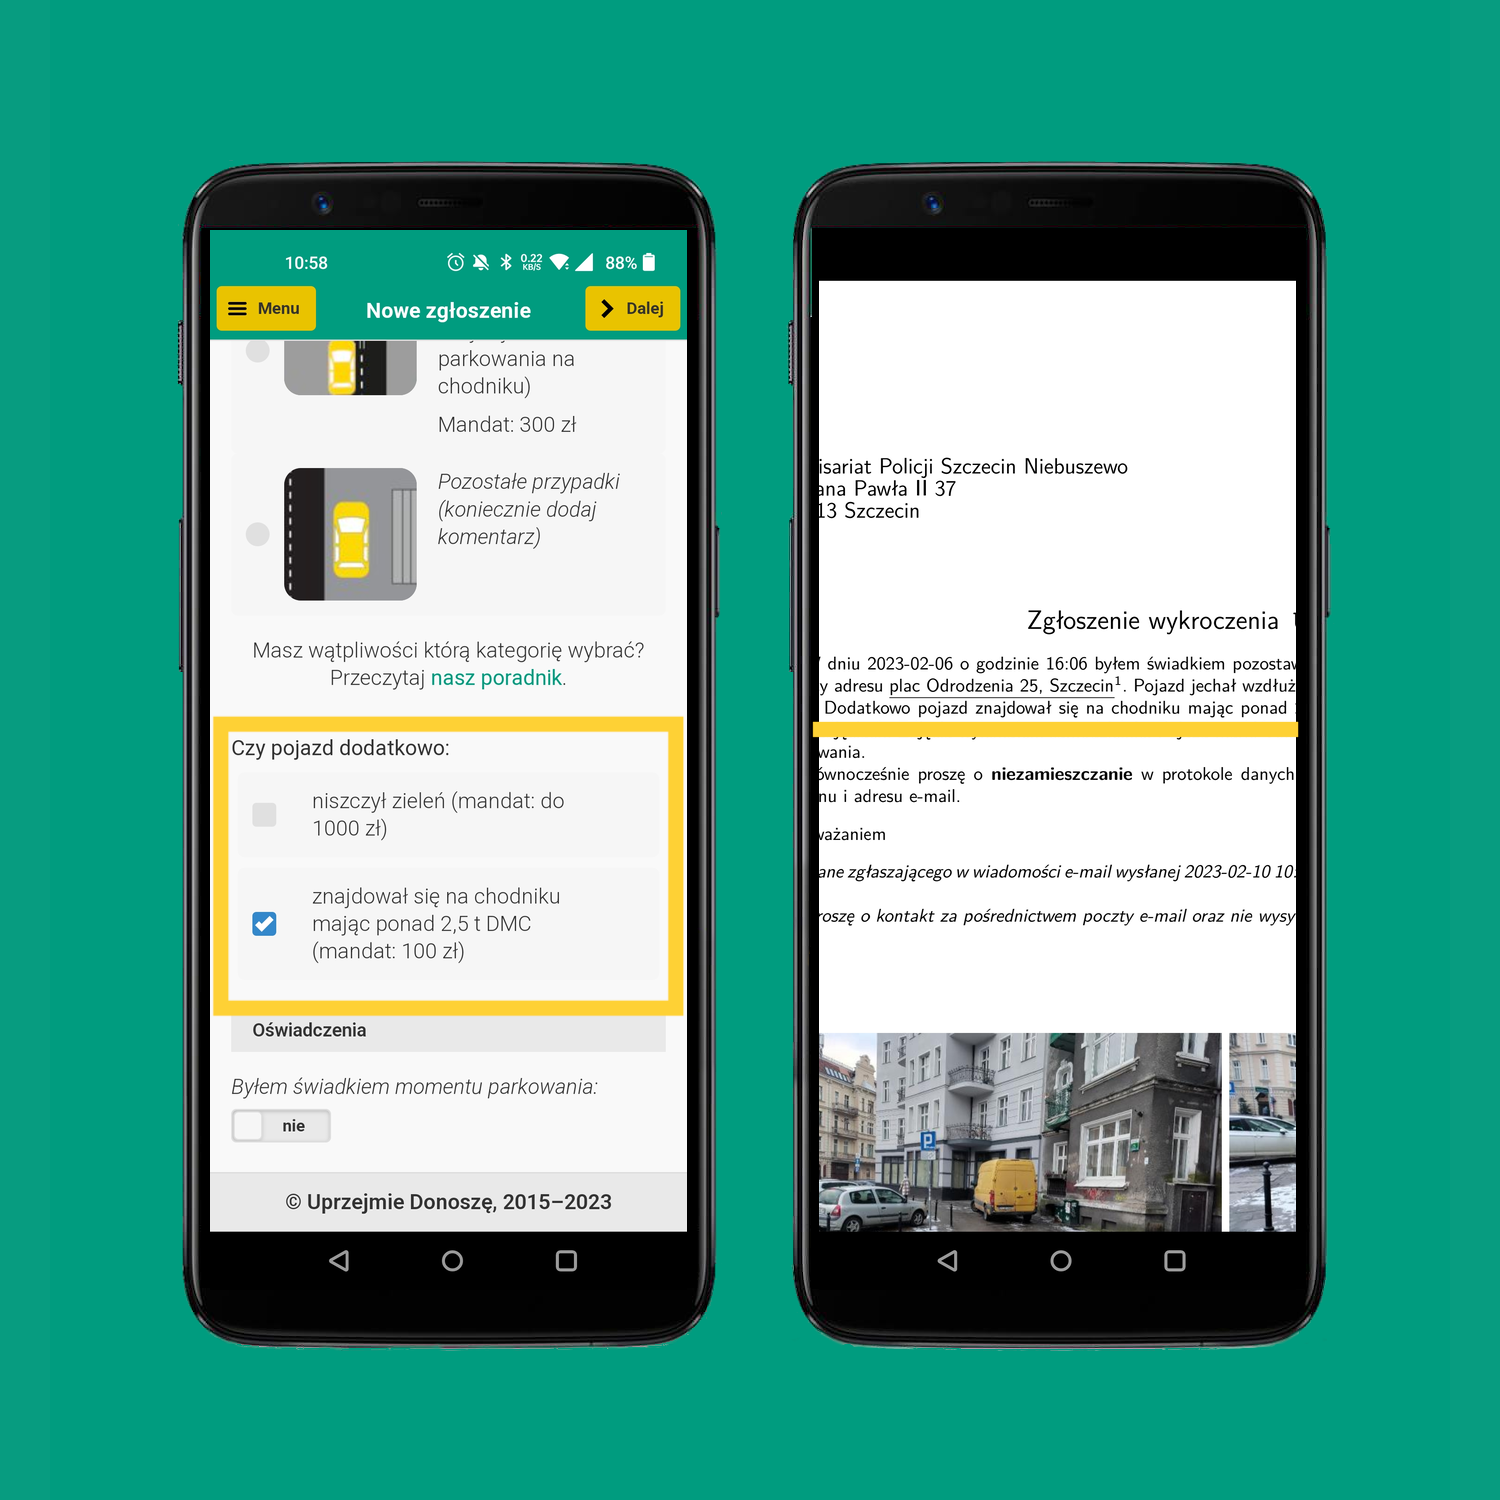 10:58
0.22
KB/S
88%
Menu
Nowe zgłoszenie
Dalej
parkowania na
chodniku)
Mandat: 300 zł
Pozostałe przypadki
(koniecznie dodaj
komentarz)
Masz wątpliwości którą kategorię wybrać?
Przeczytaj nasz poradnik.
Czy pojazd dodatkowo:
niszczył zieleń (mandat: do
1000 zł)
znajdował się na chodniku
mając ponad 2,5 t DMC
(mandat: 100 zł)
Oświadczenia
Byłem świadkiem momentu parkowania:
nie
© Uprzejmie Donoszę, 2015–2023
isariat Policji Szczecin Niebuszewo
ana Pawła II 37
13 Szczecin
Zgłoszenie wykroczenia
dniu 2023-02-06 o godzinie 16:06 byłem świadkiem pozostaw
y adresu plac Odrodzenia 25, Szczecin¹. Pojazd jechał wzdłuż
Dodatkowo pojazd znajdował się na chodniku mając ponad
wania.
ównocześnie proszę o niezamieszczanie w protokole danych
nu i adresu e-mail.
ważaniem
ane zgłaszającego w wiadomości e-mail wysłanej 2023-02-10 10:
roszę o kontakt za pośrednictwem poczty e-mail oraz nie wysy
P